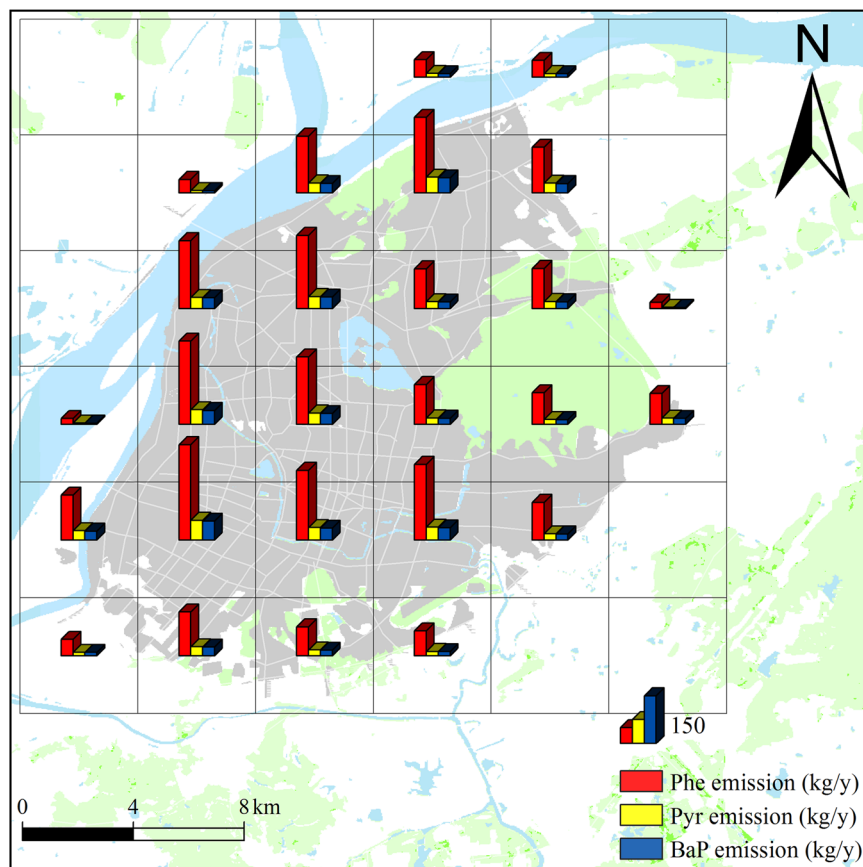 N
150
Phe emission (kg/y)
Pyr emission (kg/y)
BaP emission (kg/y)
0 4 8 km